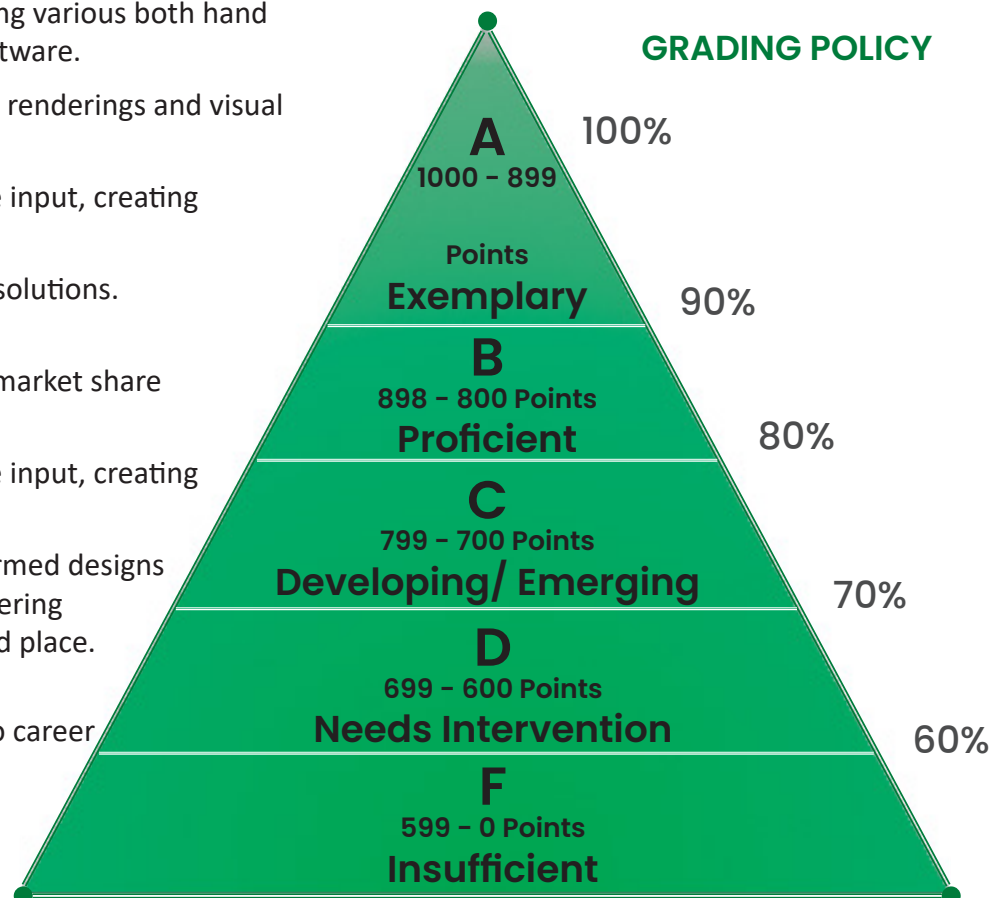 ng various both hand
tware.
renderings and visual
e input, creating
solutions.
market share
e input, creating
rmed designs
ering
d place.
o career
GRADING POLICY
A
1000 - 899
Points
Exemplary
100%
90%
B
898 - 800 Points
Proficient
80%
C
799 - 700 Points
Developing/ Emerging
70%
D
699 - 600 Points
Needs Intervention
60%
F
599 - 0 Points
Insufficient